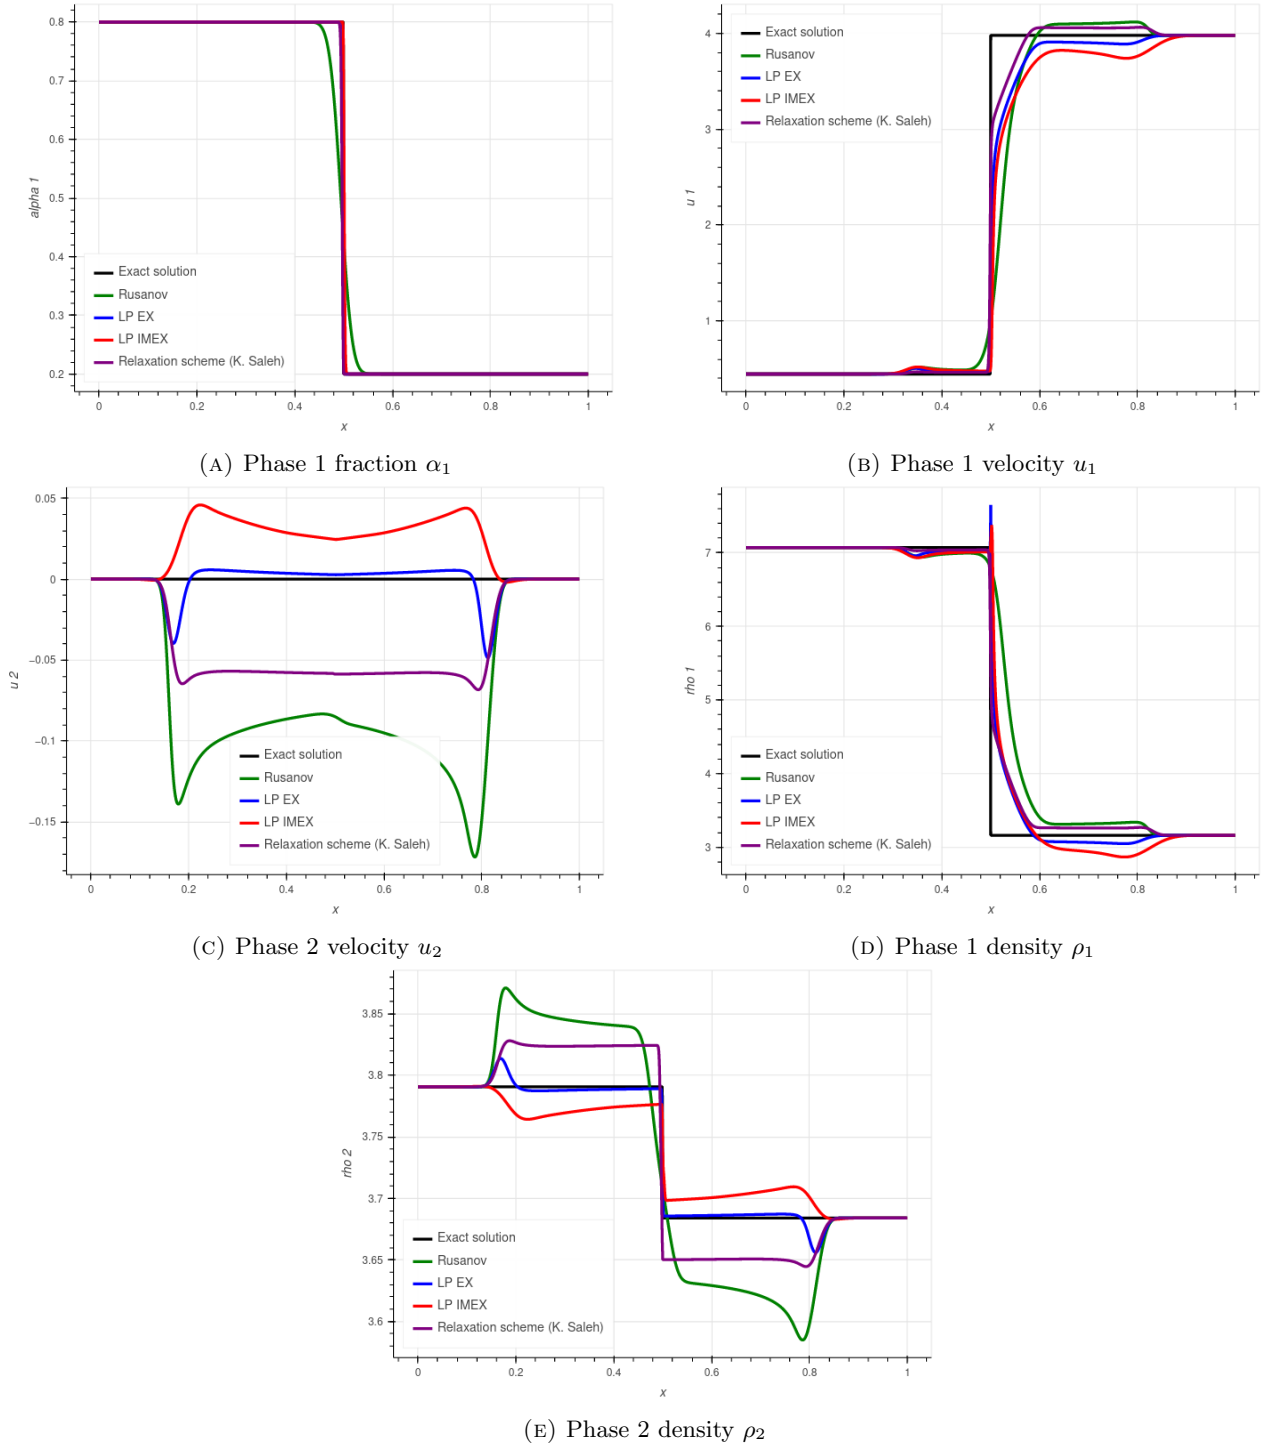 0.8
0.7
0.6
0.5
0.4
0.3
0.2
alpha 1
Exact solution
Rusanov
LP EX
LP IMEX
Relaxation scheme (K. Saleh)
0 0.2 0.4 0.6 0.8 1
x
(A) Phase 1 fraction α1
4
3
2
1
u 1
Exact solution
Rusanov
LP EX
LP IMEX
Relaxation scheme (K. Saleh)
0 0.2 0.4 0.6 0.8 1
x
(B) Phase 1 velocity u1
0.05
0
−0.05
−0.1
−0.15
u 2
Exact solution
Rusanov
LP EX
LP IMEX
Relaxation scheme (K. Saleh)
0 0.2 0.4 0.6 0.8 1
x
(C) Phase 2 velocity u2
7
6
5
4
3
rho 1
Exact solution
Rusanov
LP EX
LP IMEX
Relaxation scheme (K. Saleh)
0 0.2 0.4 0.6 0.8 1
x
(D) Phase 1 density ρ1
3.85
3.8
3.75
3.7
3.65
3.6
rho 2
Exact solution
Rusanov
LP EX
LP IMEX
Relaxation scheme (K. Saleh)
0 0.2 0.4 0.6 0.8 1
x
(E) Phase 2 density ρ2